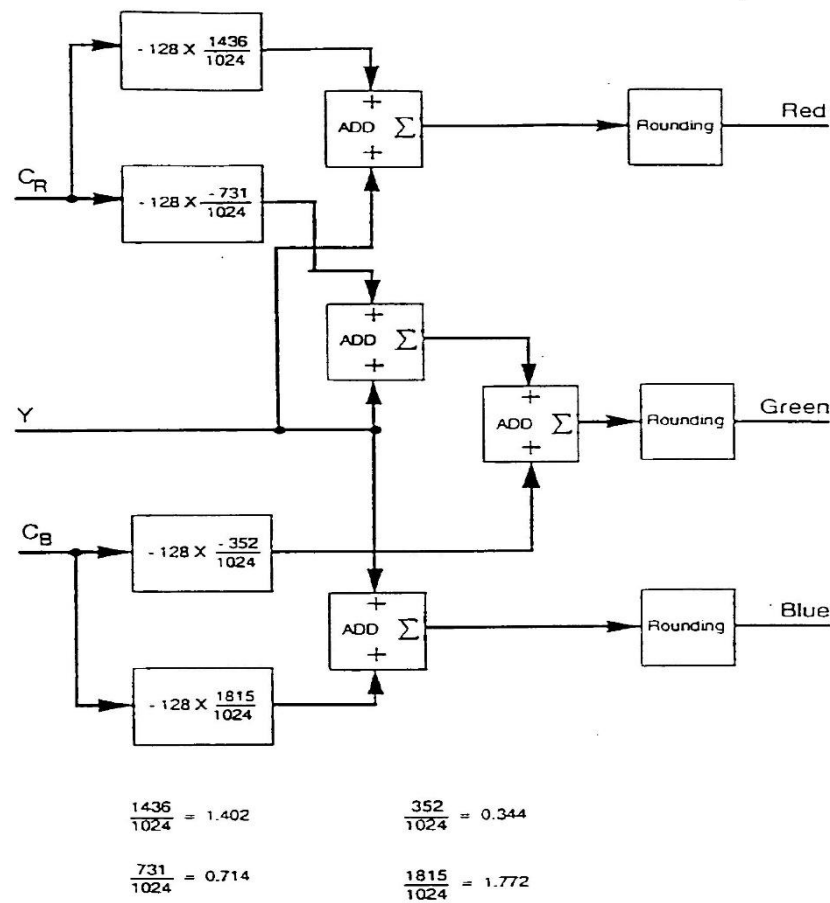 - 128 X 1436/1024
+
ADD Σ
+
Rounding
Red
C_R
- 128 X - 731/1024
+
ADD Σ
+
Y
+
ADD Σ
+
Rounding
Green
C_B
- 128 X - 352/1024
+
ADD Σ
+
Rounding
Blue
- 128 X 1815/1024
1436/1024 = 1.402
352/1024 = 0.344
731/1024 = 0.714
1815/1024 = 1.772